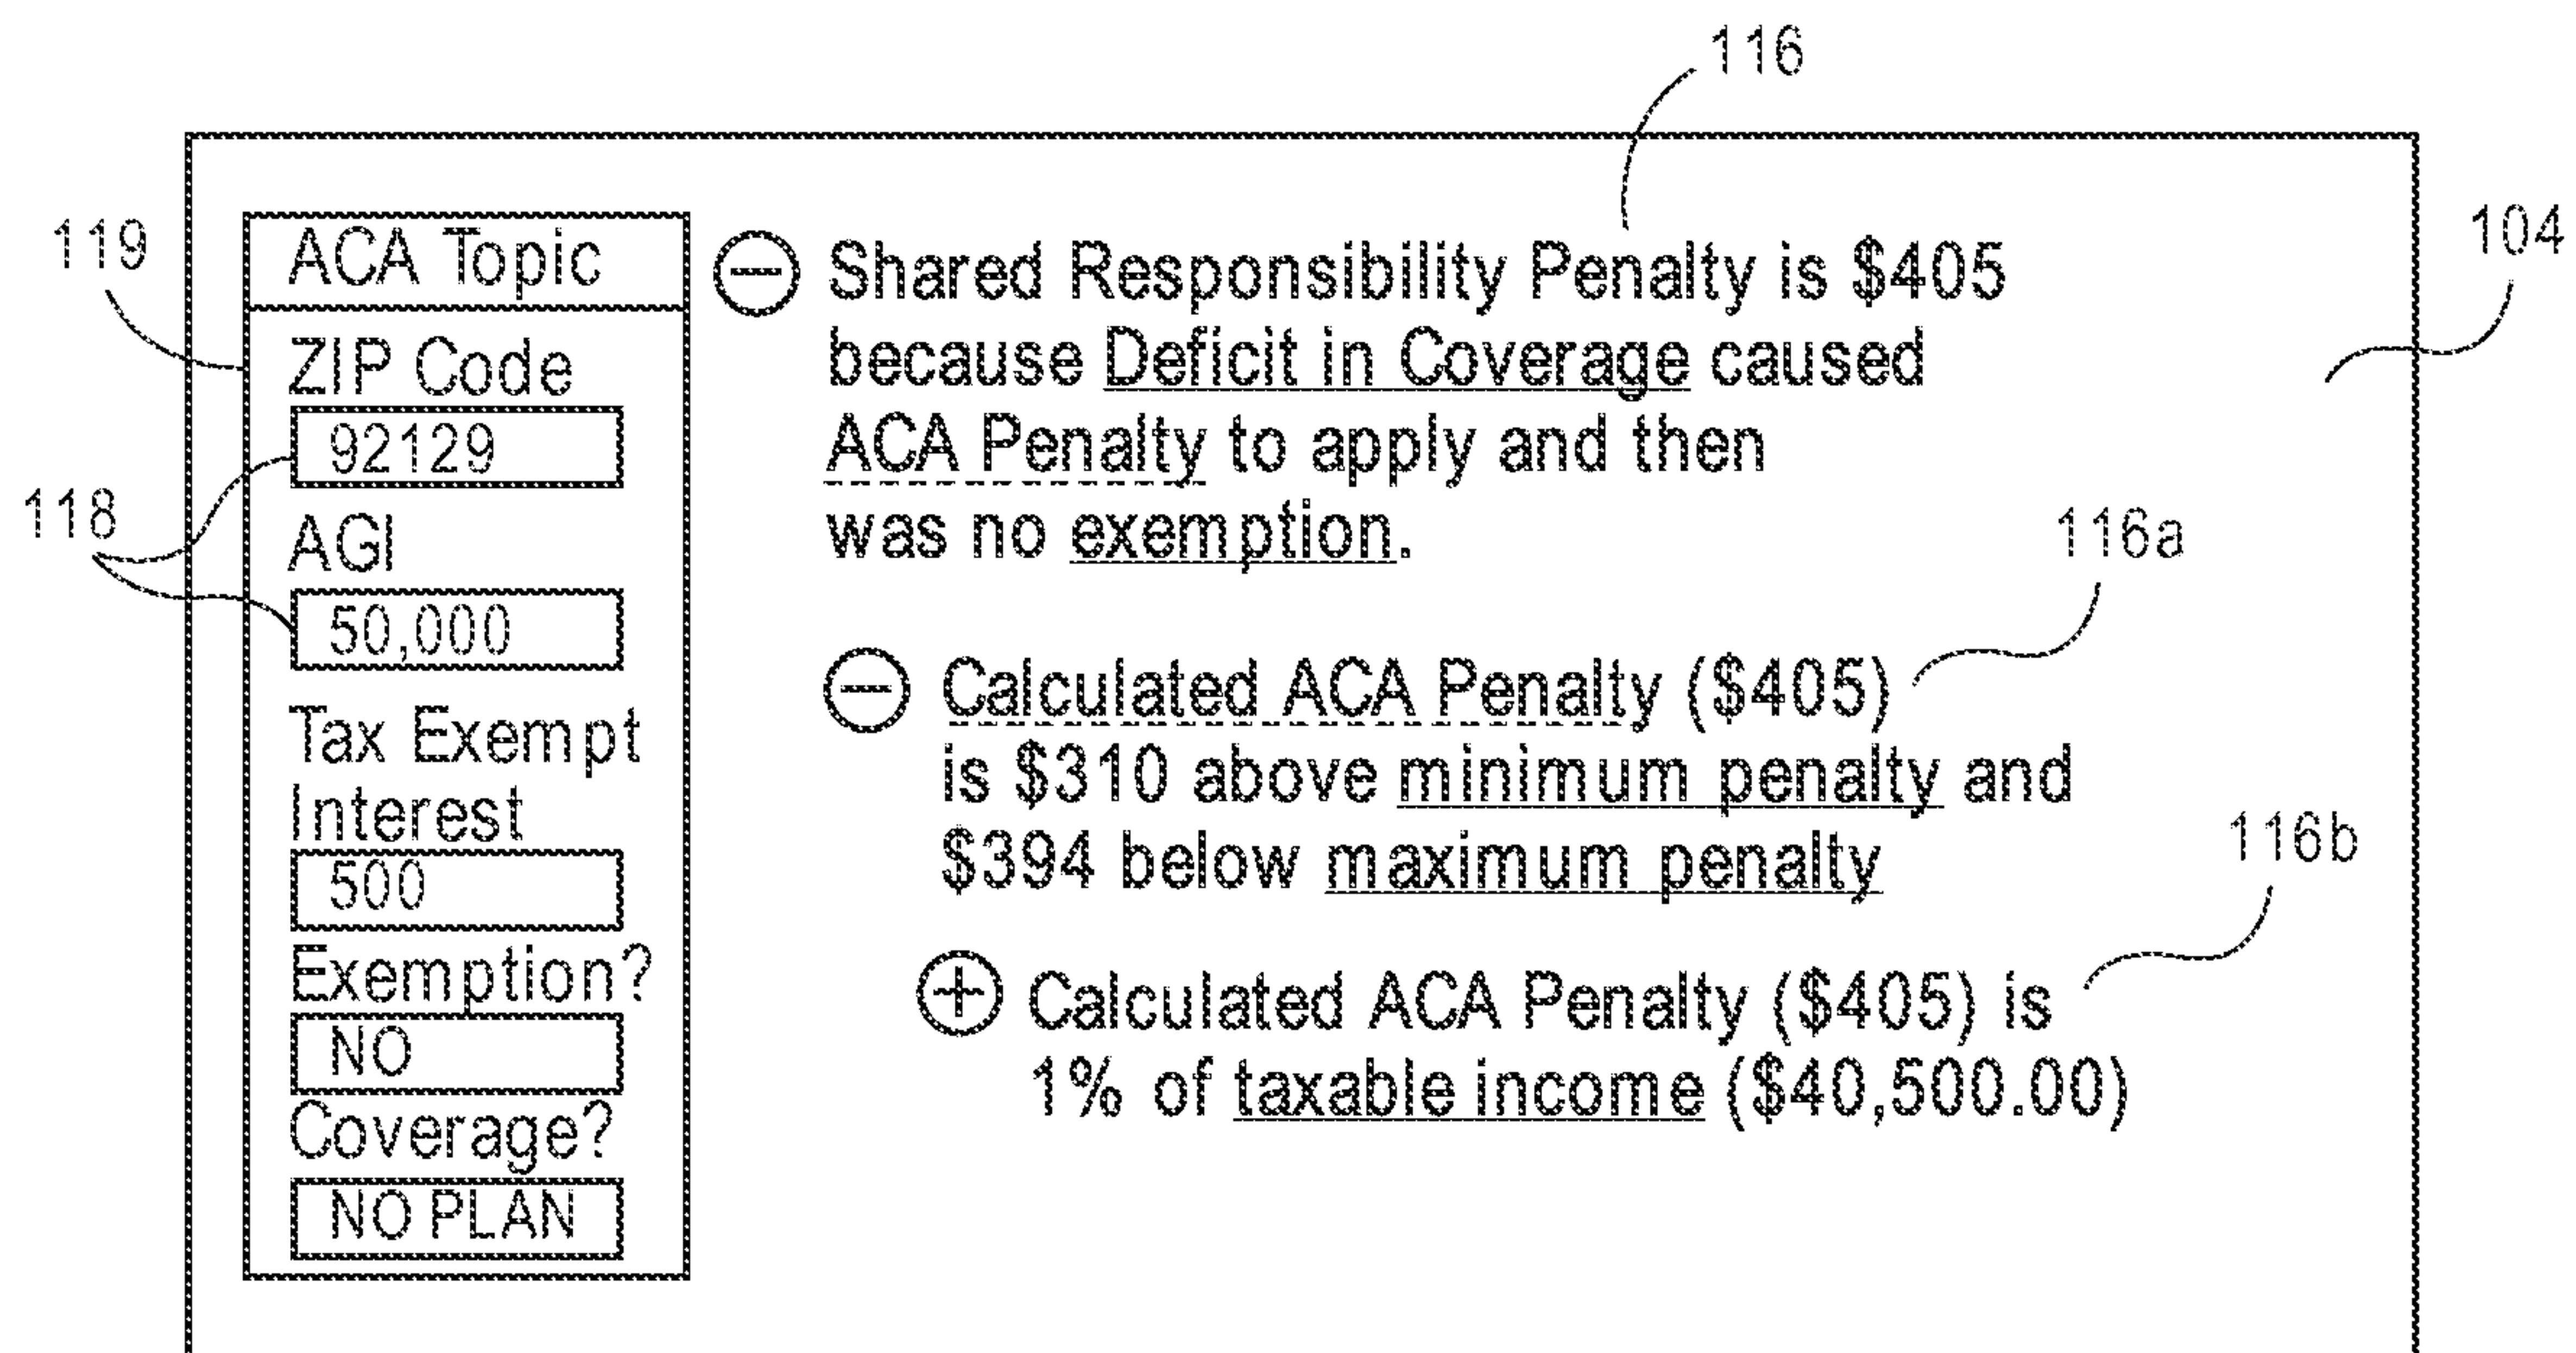 116
104
119
118
ACA Topic
ZIP Code
92129
AGI
50,000
Tax Exempt
Interest
500
Exemption?
NO
Coverage?
NO PLAN
Shared Responsibility Penalty is $405
because Deficit in Coverage caused
ACA Penalty to apply and then
was no exemption.
116a
Calculated ACA Penalty ($405)
is $310 above minimum penalty and
$394 below maximum penalty
116b
Calculated ACA Penalty ($405) is
1% of taxable income ($40,500.00)